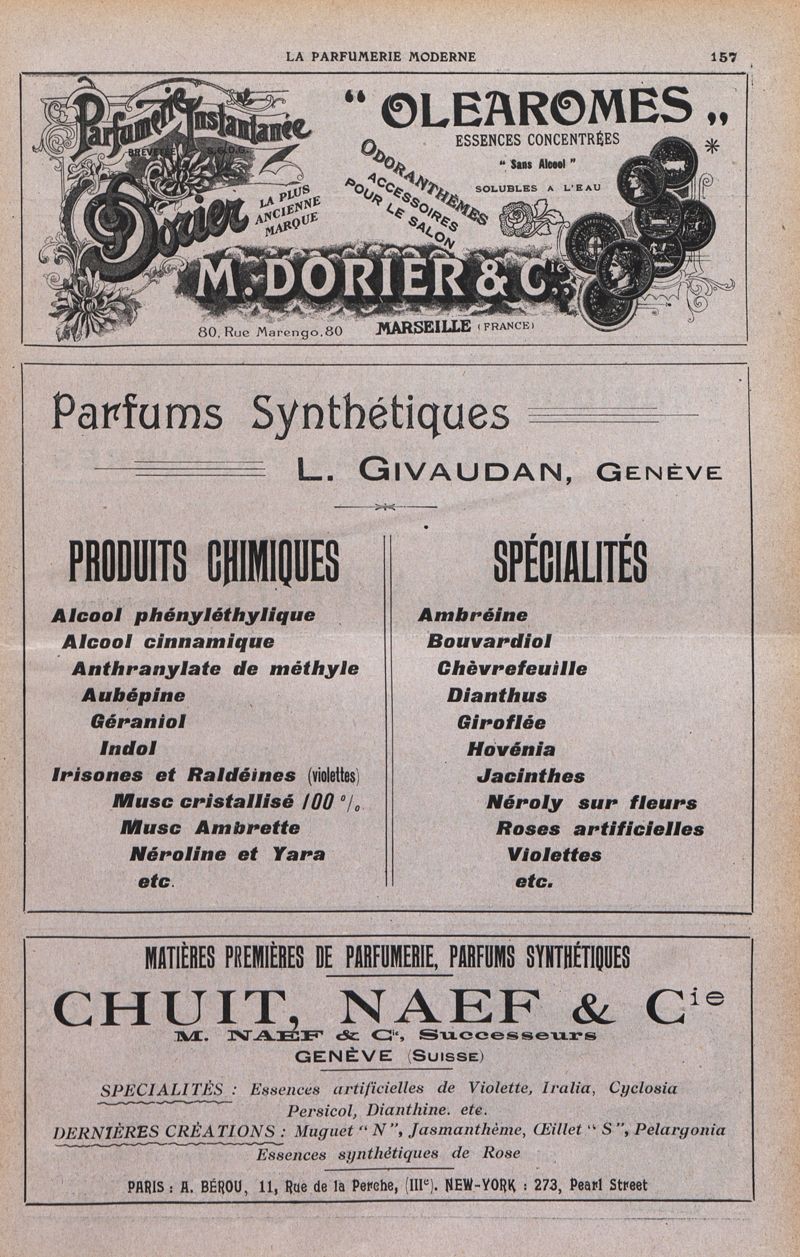 LA PARFUMERIE MODERNE 157
Parfumerie Instantanée
BREVETÉE S.G.D.G.
Dorier
LA PLUS
ANCIENNE
MARQUE
“ OLEAROMES „
ESSENCES CONCENTRÉES
“ Sans Alcool ”
SOLUBLES A L'EAU
ODORANTHÈMES
ACCESSOIRES
POUR LE SALON
M. DORIER & Cie
80, Rue Marengo. 80 MARSEILLE (FRANCE)
Parfums Synthétiques
L. GIVAUDAN, GENÈVE
PRODUITS CHIMIQUES
Alcool phényléthylique
Alcool cinnamique
Anthranylate de méthyle
Aubépine
Géraniol
Indol
Irisones et Raldéines (violettes)
Musc cristallisé 100 %.
Musc Ambrette
Néroline et Yara
etc.
SPÉCIALITÉS
Ambréine
Bouvardiol
Chèvrefeuille
Dianthus
Giroflée
Hovénia
Jacinthes
Néroly sur fleurs
Roses artificielles
Violettes
etc.
MATIÈRES PREMIÈRES DE PARFUMERIE, PARFUMS SYNTHÉTIQUES
CHUIT, NAEF & Cie
M. NAEF & Cie, Successeurs
GENÈVE (SUISSE)
SPECIALITÉS : Essences artificielles de Violette, Iralia, Cyclosia
Persicol, Dianthine. etc.
DERNIÈRES CRÉATIONS : Muguet “ N ”, Jasmanthème, Œillet “ S ”, Pelargonia
Essences synthétiques de Rose
PARIS : A. BÉROU, 11, Rue de la Perche, (IIIe). NEW-YORK : 273, Pearl Street